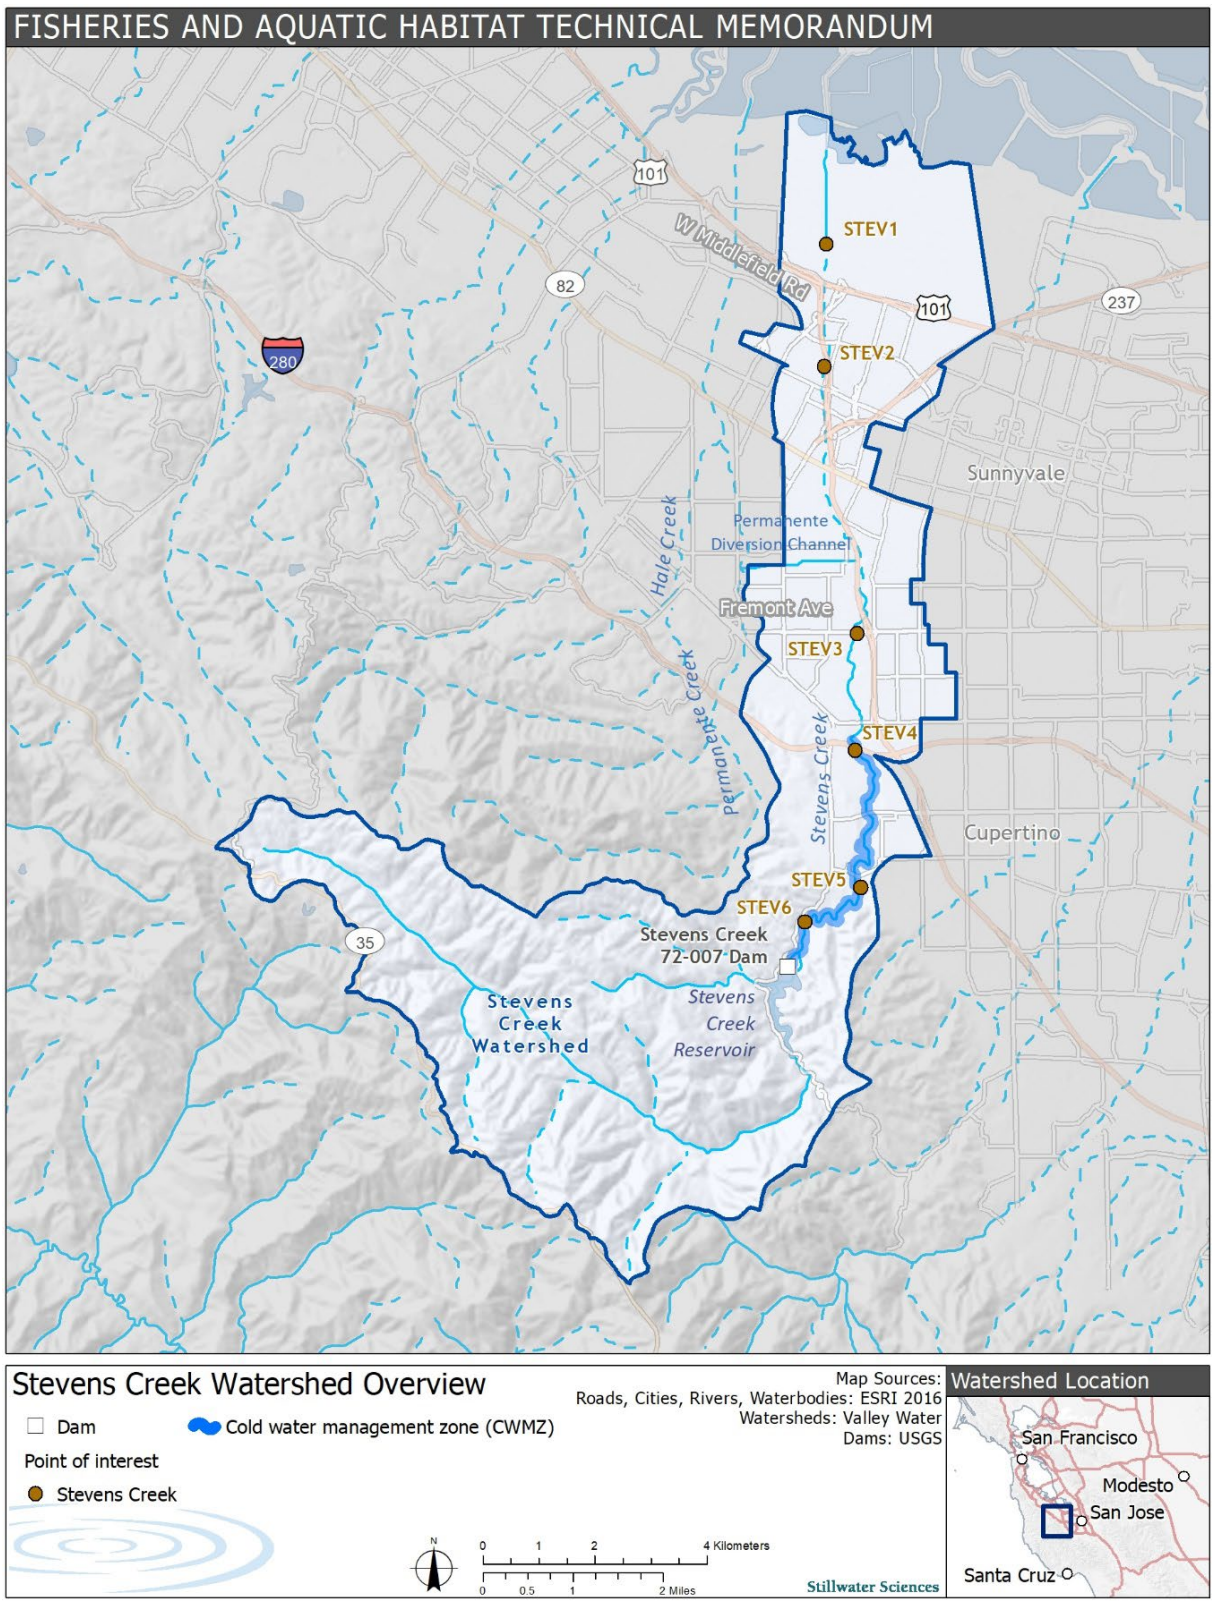 FISHERIES AND AQUATIC HABITAT TECHNICAL MEMORANDUM
101
STEV1
W Middlefield Rd
82
101
237
280
STEV2
Sunnyvale
Hale Creek
Permanente
Diversion Channel
Fremont Ave
STEV3
Permanente Creek
Stevens Creek
STEV4
Cupertino
STEV5
STEV6
35
Stevens Creek
72-007 Dam
Stevens
Creek
Watershed
Stevens
Creek
Reservoir
Stevens Creek Watershed Overview
Dam
Cold water management zone (CWMZ)
Point of interest
Stevens Creek
Map Sources:
Roads, Cities, Rivers, Waterbodies: ESRI 2016
Watersheds: Valley Water
Dams: USGS
N
0 1 2 4 Kilometers
0 0.5 1 2 Miles
Stillwater Sciences
Watershed Location
San Francisco
Modesto
San Jose
Santa Cruz